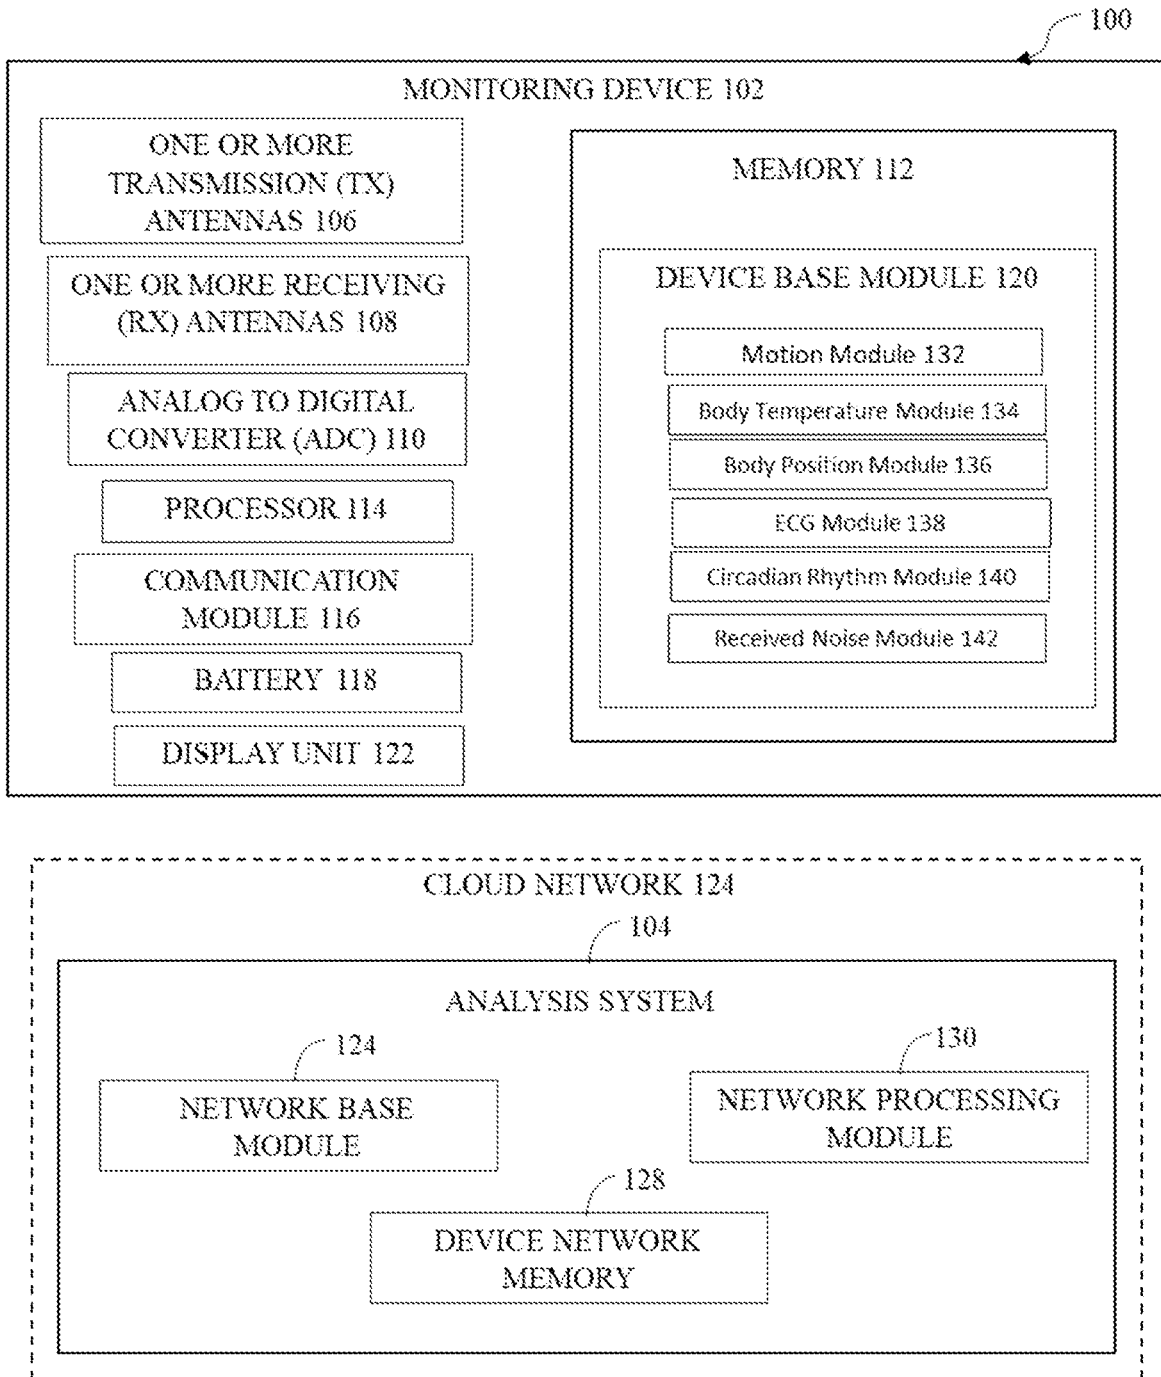 100
MONITORING DEVICE 102
ONE OR MORE
TRANSMISSION (TX)
ANTENNAS 106
ONE OR MORE RECEIVING
(RX) ANTENNAS 108
ANALOG TO DIGITAL
CONVERTER (ADC) 110
PROCESSOR 114
COMMUNICATION
MODULE 116
BATTERY 118
DISPLAY UNIT 122
MEMORY 112
DEVICE BASE MODULE 120
Motion Module 132
Body Temperature Module 134
Body Position Module 136
ECG Module 138
Circadian Rhythm Module 140
Received Noise Module 142
CLOUD NETWORK 124
104
ANALYSIS SYSTEM
124
NETWORK BASE
MODULE
130
NETWORK PROCESSING
MODULE
128
DEVICE NETWORK
MEMORY